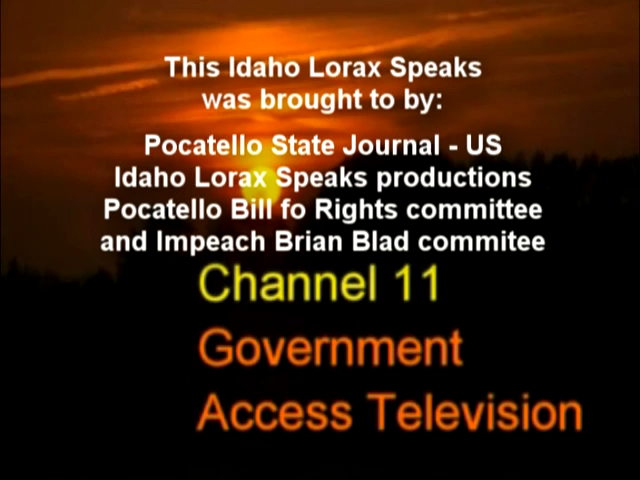 This Idaho Lorax Speaks
was brought to by:
Pocatello State Journal - US
Idaho Lorax Speaks productions
Pocatello Bill fo Rights committee
and Impeach Brian Blad commitee
Channel 11
Government
Access Television